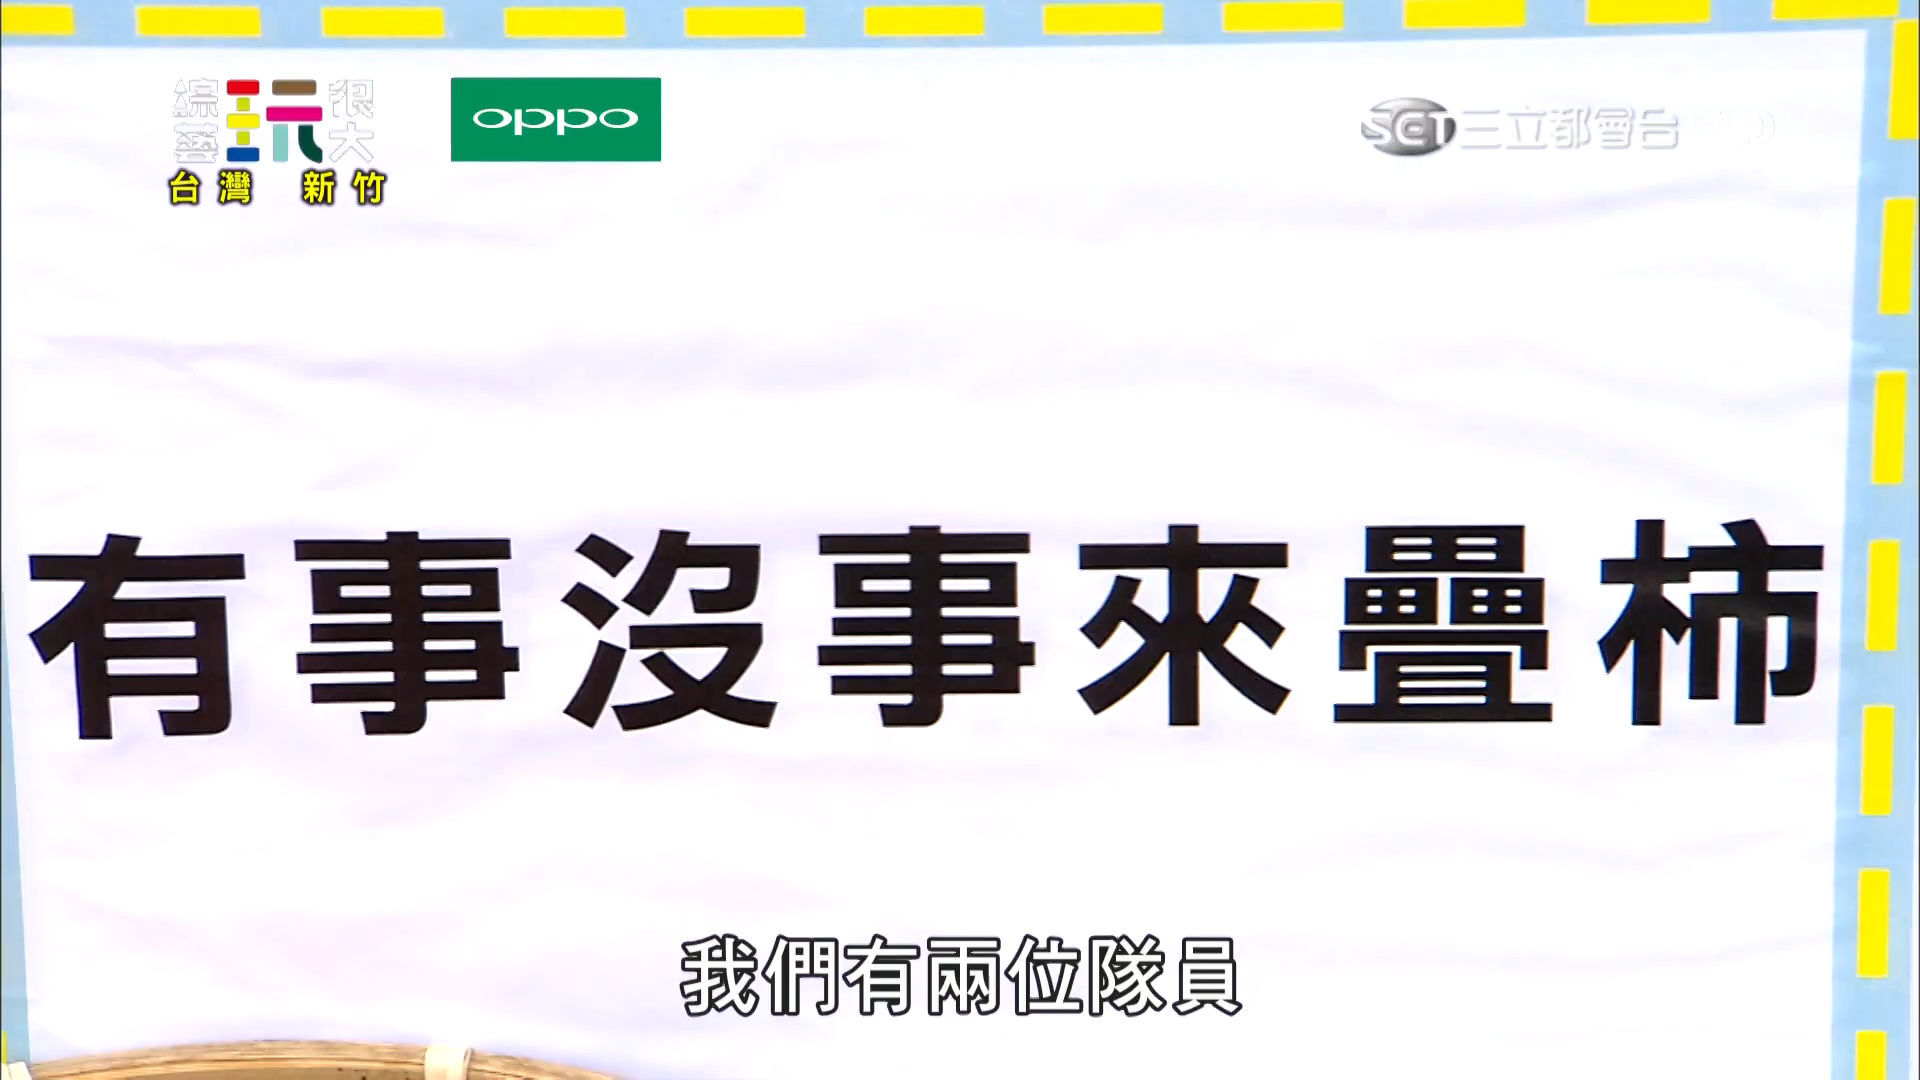 綜藝玩很大
台灣 新竹
oppo
SET三立都會台
有事沒事來疊柿
我們有兩位隊員